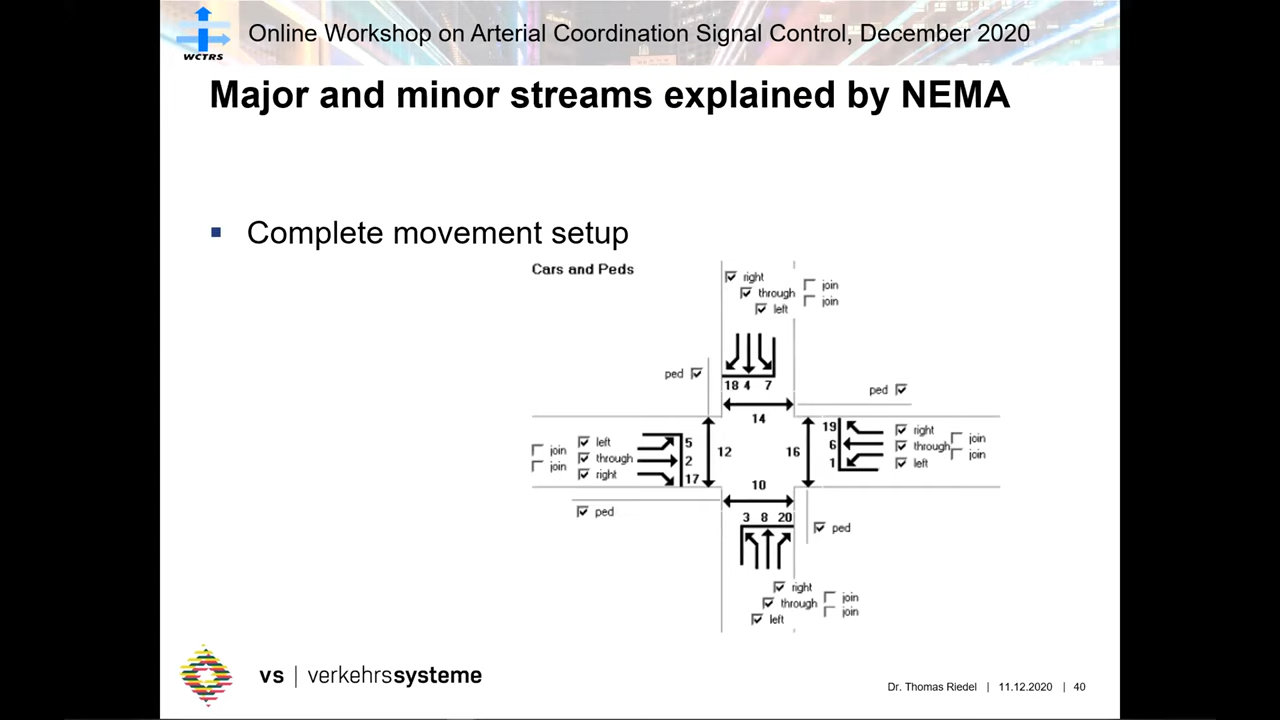 WCTRS
Online Workshop on Arterial Coordination Signal Control, December 2020
Major and minor streams explained by NEMA
Complete movement setup
Cars and Peds
right
through
left
join
join
ped
18 4 7
14
ped
join
join
left
through
right
5
2
17
12
16
19
6
1
right
through
left
join
join
10
ped
3 8 20
ped
right
through
left
join
join
vs | verkehrssysteme
Dr. Thomas Riedel | 11.12.2020 | 40